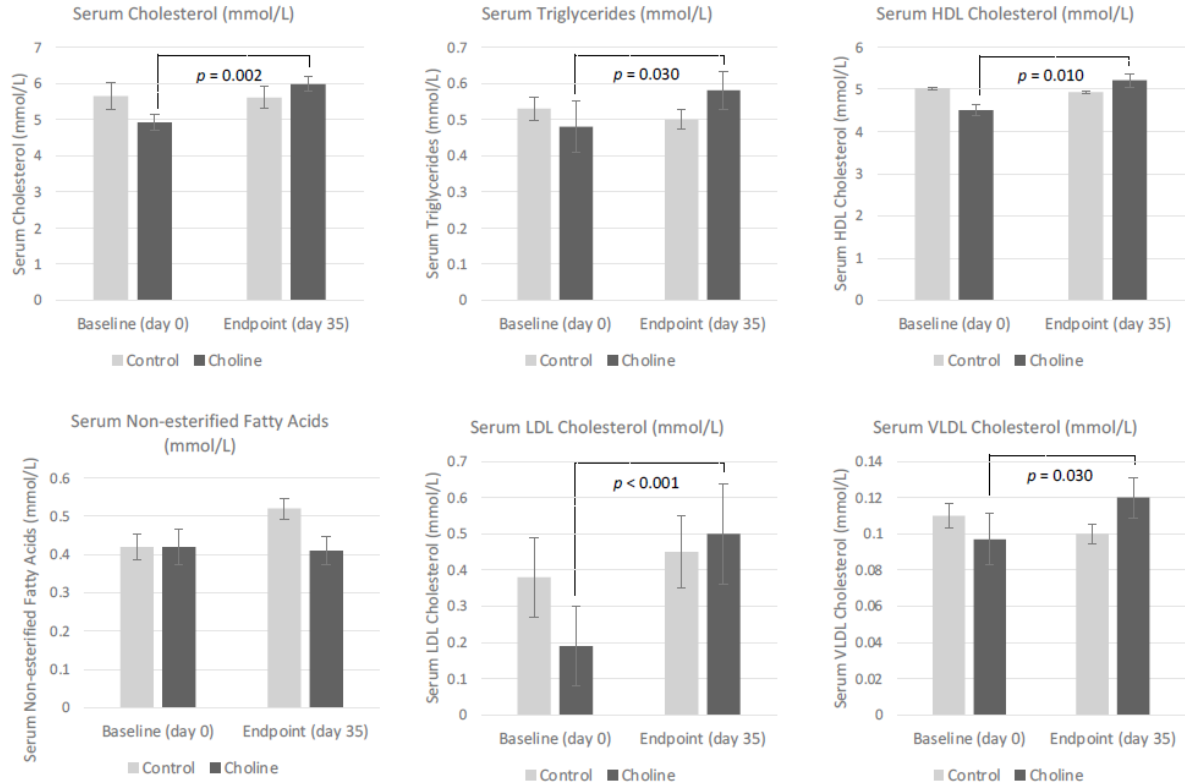 Serum Cholesterol (mmol/L)
Serum Cholesterol (mmol/L)
7
6
5
4
3
2
1
0
p = 0.002
Baseline (day 0) Endpoint (day 35)
Control Choline
Serum Triglycerides (mmol/L)
Serum Triglycerides (mmol/L)
0.7
0.6
0.5
0.4
0.3
0.2
0.1
0
p = 0.030
Baseline (day 0) Endpoint (day 35)
Control Choline
Serum HDL Cholesterol (mmol/L)
Serum HDL Cholesterol (mmol/L)
6
5
4
3
2
1
0
p = 0.010
Baseline (day 0) Endpoint (day 35)
Control Choline
Serum Non-esterified Fatty Acids
(mmol/L)
Serum Non-esterified Fatty Acids (mmol/L)
0.6
0.5
0.4
0.3
0.2
0.1
0
Baseline (day 0) Endpoint (day 35)
Control Choline
Serum LDL Cholesterol (mmol/L)
Serum LDL Cholesterol (mmol/L)
0.7
0.6
0.5
0.4
0.3
0.2
0.1
0
p < 0.001
Baseline (day 0) Endpoint (day 35)
Control Choline
Serum VLDL Cholesterol (mmol/L)
Serum VLDL Cholesterol (mmol/L)
0.14
0.12
0.1
0.08
0.06
0.04
0.02
0
p = 0.030
Baseline (day 0) Endpoint (day 35)
Control Choline